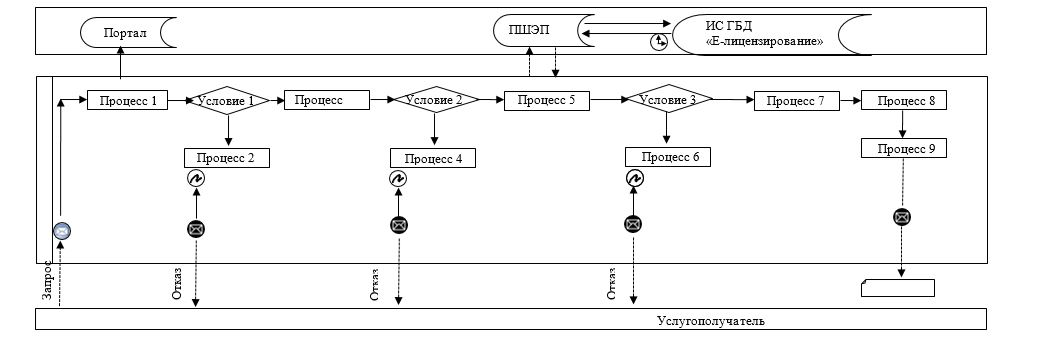 Портал
ПШЭП
ИС ГБД
«Е-лицензирование»
Процесс 1
Условие 1
Процесс
Условие 2
Процесс 5
Условие 3
Процесс 7
Процесс 8
Процесс 2
Процесс 4
Процесс 6
Процесс 9
Запрос
Отказ
Отказ
Отказ
Услугополучатель